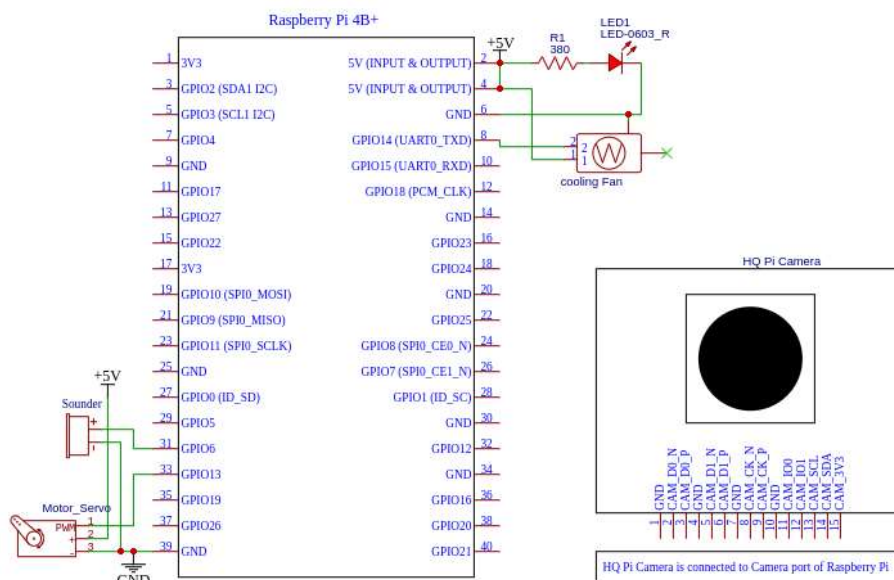 Raspberry Pi 4B+
1 3V3
3 GPIO2 (SDA1 I2C)
5 GPIO3 (SCL1 I2C)
7 GPIO4
9 GND
11 GPIO17
13 GPIO27
15 GPIO22
17 3V3
19 GPIO10 (SPI0_MOSI)
21 GPIO9 (SPI0_MISO)
23 GPIO11 (SPI0_SCLK)
25 GND
27 GPIO0 (ID_SD)
29 GPIO5
31 GPIO6
33 GPIO13
35 GPIO19
37 GPIO26
39 GND
5V (INPUT & OUTPUT) 2
5V (INPUT & OUTPUT) 4
GND 6
GPIO14 (UART0_TXD) 8
GPIO15 (UART0_RXD) 10
GPIO18 (PCM_CLK) 12
GND 14
GPIO23 16
GPIO24 18
GND 20
GPIO25 22
GPIO8 (SPI0_CE0_N) 24
GPIO7 (SPI0_CE1_N) 26
GPIO1 (ID_SC) 28
GND 30
GPIO12 32
GND 34
GPIO16 36
GPIO20 38
GPIO21 40
+5V
R1
380
LED1
LED-0603_R
2 2
1 1
cooling Fan
+5V
Sounder
+
-
Motor_Servo
PWM 1
+ 2
- 3
GND
HQ Pi Camera
GND 1
CAM_D0_N 2
CAM_D0_P 3
GND 4
CAM_D1_N 5
CAM_D1_P 6
GND 7
CAM_CK_N 8
CAM_CK_P 9
GND 10
CAM_IO0 11
CAM_IO1 12
CAM_SCL 13
CAM_SDA 14
CAM_3V3 15
HQ Pi Camera is connected to Camera port of Raspberry Pi